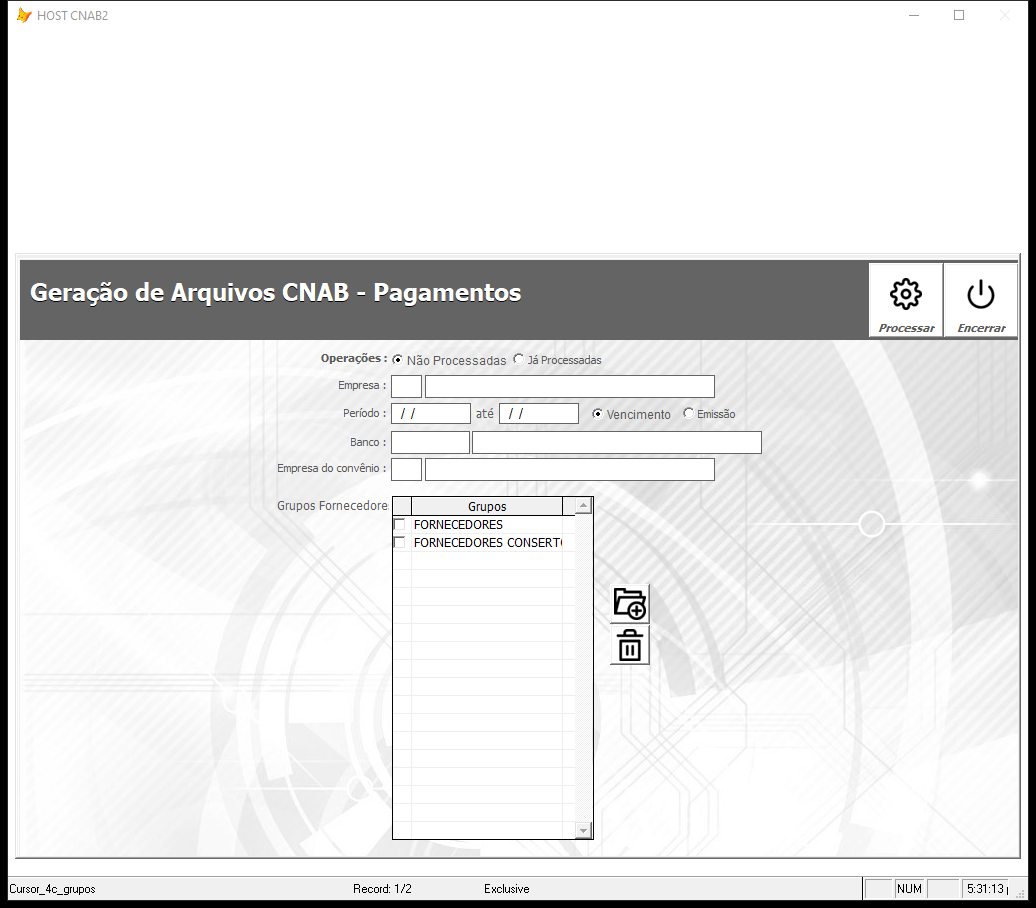 HOST CNAB2
Geração de Arquivos CNAB - Pagamentos
Processar
Encerrar
Operações : Não Processadas Já Processadas
Empresa :
Período : / / até / / Vencimento Emissão
Banco :
Empresa do convênio :
Grupos Fornecedore
Grupos
FORNECEDORES
FORNECEDORES CONSERT
Cursor_4c_grupos Record: 1/2 Exclusive NUM 5:31:13